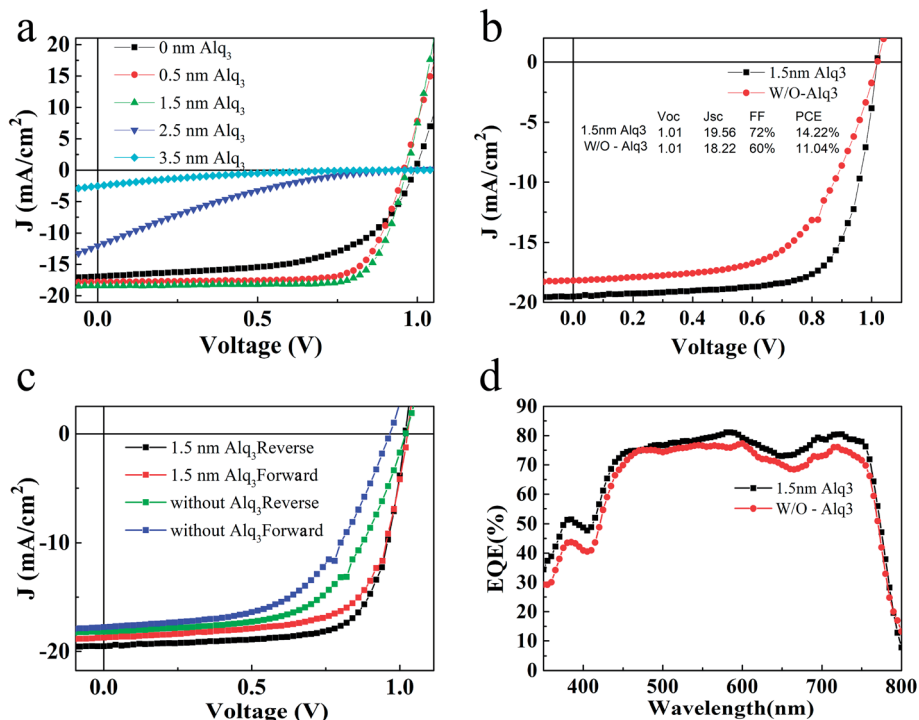 a
0 nm Alq3
0.5 nm Alq3
1.5 nm Alq3
2.5 nm Alq3
3.5 nm Alq3
J (mA/cm2)
20
15
10
5
0
-5
-10
-15
-20
0.0 0.5 1.0
Voltage (V)
b
1.5nm Alq3
W/O-Alq3
Voc Jsc FF PCE
1.5nm Alq3 1.01 19.56 72% 14.22%
W/O - Alq3 1.01 18.22 60% 11.04%
J (mA/cm2)
0
-5
-10
-15
-20
0.0 0.2 0.4 0.6 0.8 1.0
Voltage (V)
c
1.5 nm Alq3Reverse
1.5 nm Alq3Forward
without Alq3Reverse
without Alq3Forward
J (mA/cm2)
0
-10
-20
0.0 0.5 1.0
Voltage (V)
d
1.5nm Alq3
W/O - Alq3
EQE(%)
90
80
70
60
50
40
30
20
10
0
400 500 600 700 800
Wavelength(nm)